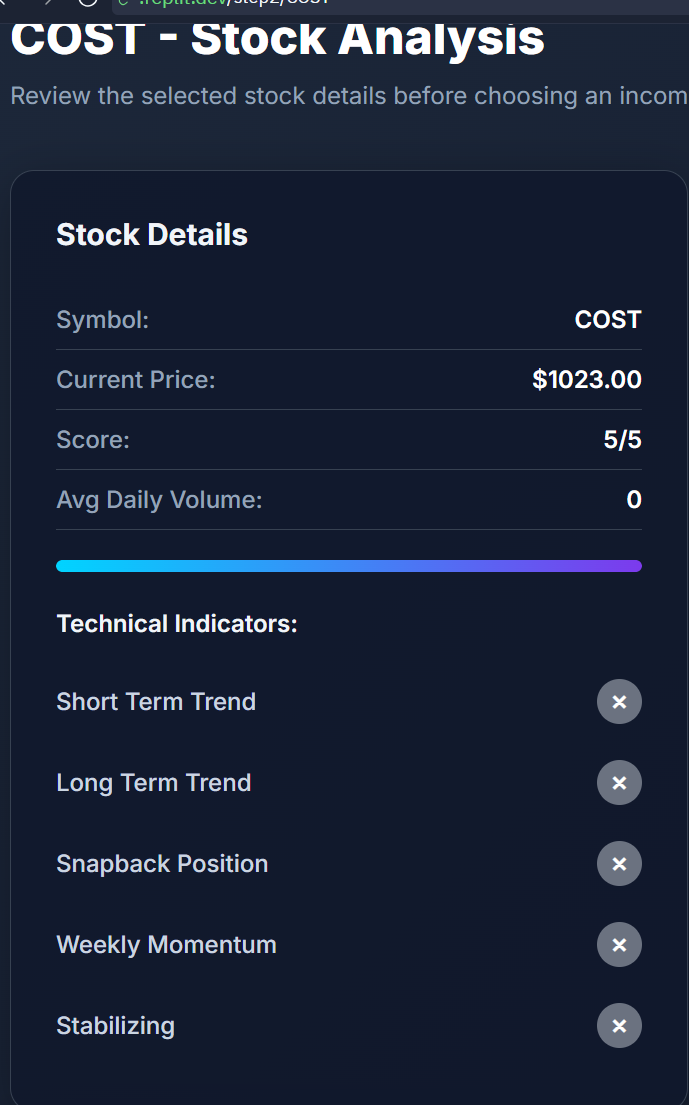 .replit.dev/step2/COST
COST - Stock Analysis
Review the selected stock details before choosing an incom
Stock Details
Symbol: COST
Current Price: $1023.00
Score: 5/5
Avg Daily Volume: 0
Technical Indicators:
Short Term Trend
Long Term Trend
Snapback Position
Weekly Momentum
Stabilizing